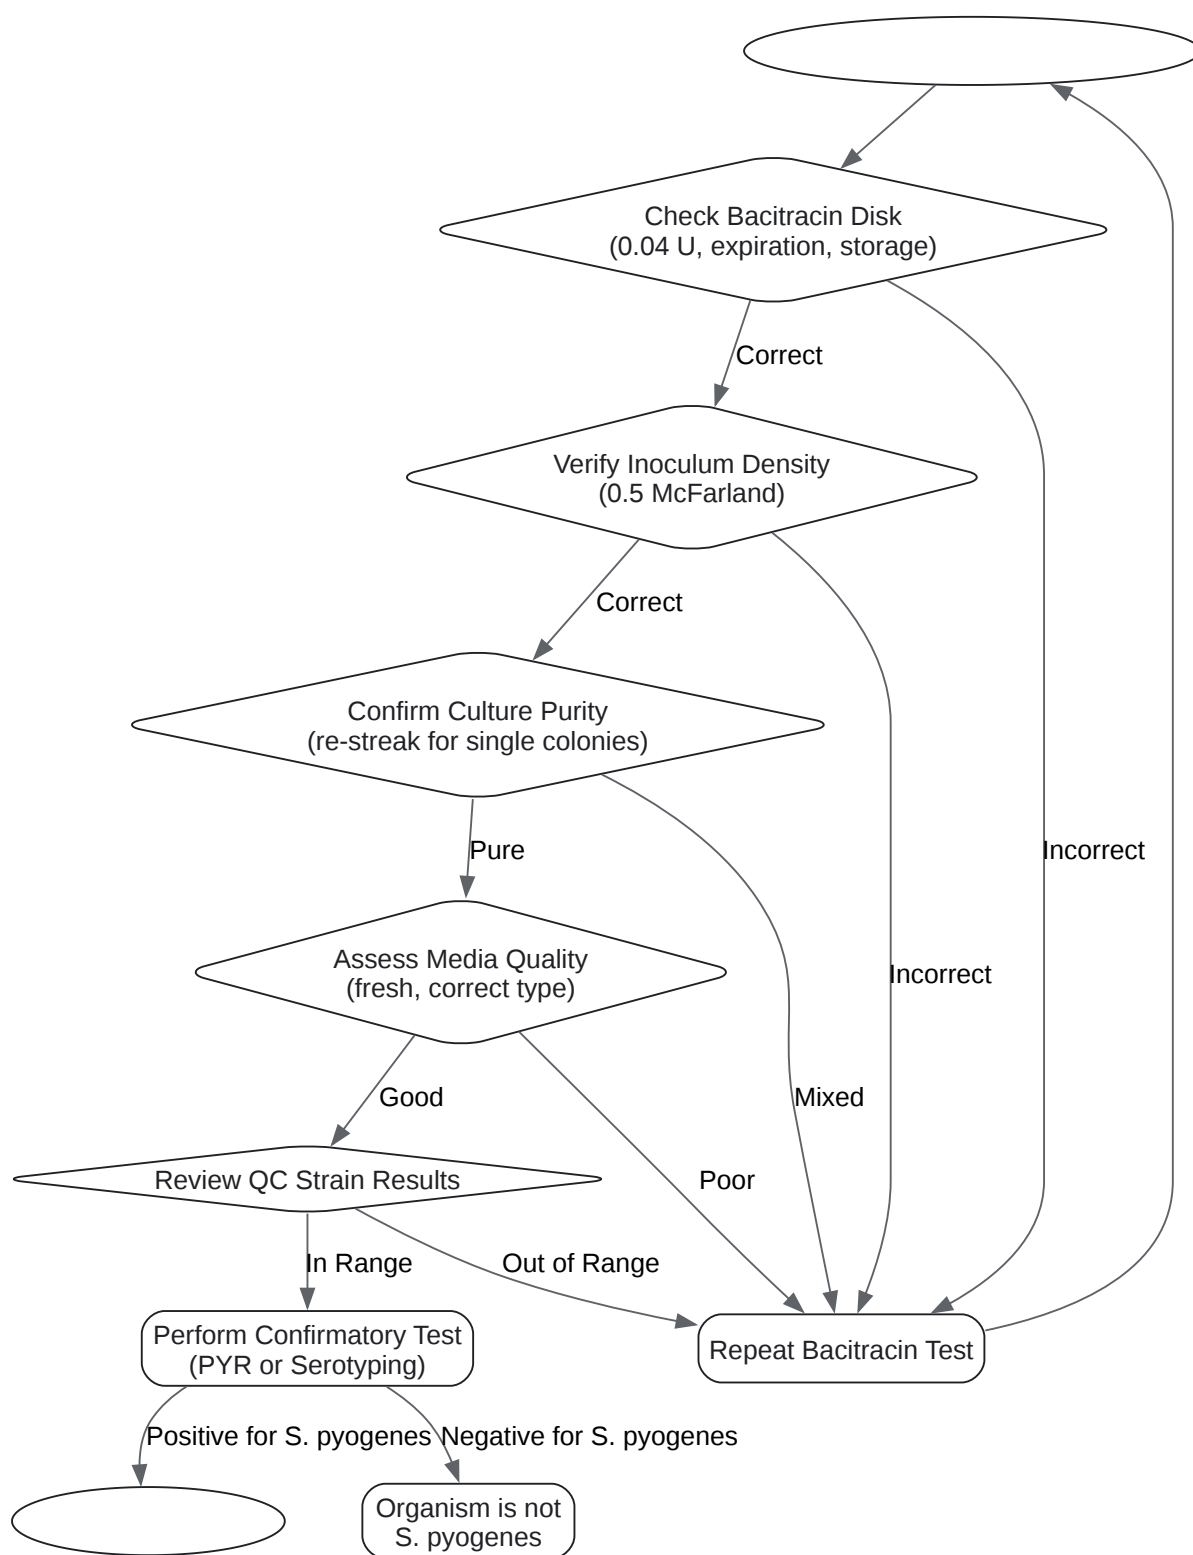 Check Bacitracin Disk
(0.04 U, expiration, storage)
Correct
Verify Inoculum Density
(0.5 McFarland)
Correct
Confirm Culture Purity
(re-streak for single colonies)
Pure
Incorrect
Assess Media Quality
(fresh, correct type)
Incorrect
Good
Mixed
Review QC Strain Results
Poor
In Range
Out of Range
Perform Confirmatory Test
(PYR or Serotyping)
Repeat Bacitracin Test
Positive for S. pyogenes
Negative for S. pyogenes
Organism is not
S. pyogenes